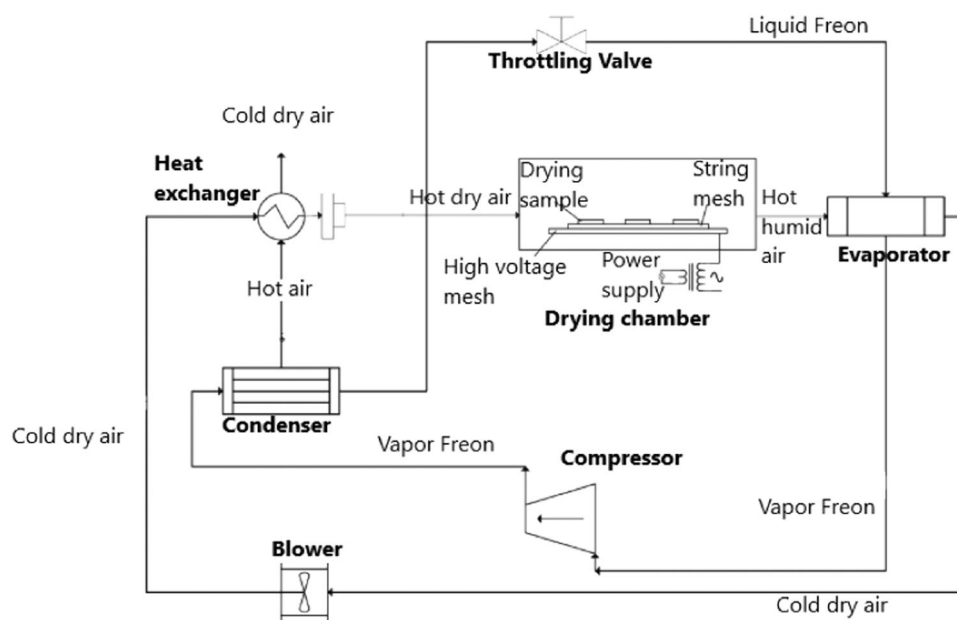 Liquid Freon
Throttling Valve
Cold dry air
Heat
exchanger
Hot dry air
Drying
sample
String
mesh
Hot
humid
air
Evaporator
High voltage
mesh
Power
supply
Drying chamber
Hot air
Condenser
Cold dry air
Vapor Freon
Compressor
Vapor Freon
Blower
Cold dry air